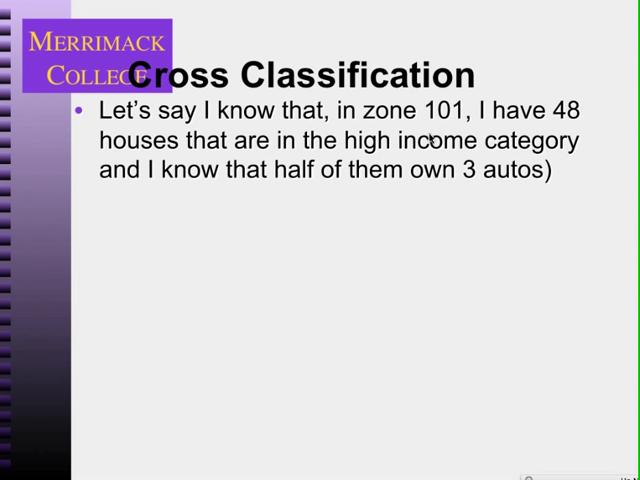 MERRIMACK
COLLEGE
Cross Classification
• Let's say I know that, in zone 101, I have 48
houses that are in the high income category
and I know that half of them own 3 autos)